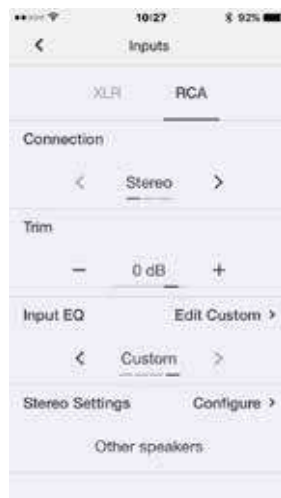 10:27 92%
Inputs
XLR RCA
Connection
Stereo
Trim
0 dB
Input EQ Edit Custom
Custom
Stereo Settings Configure
Other speakers